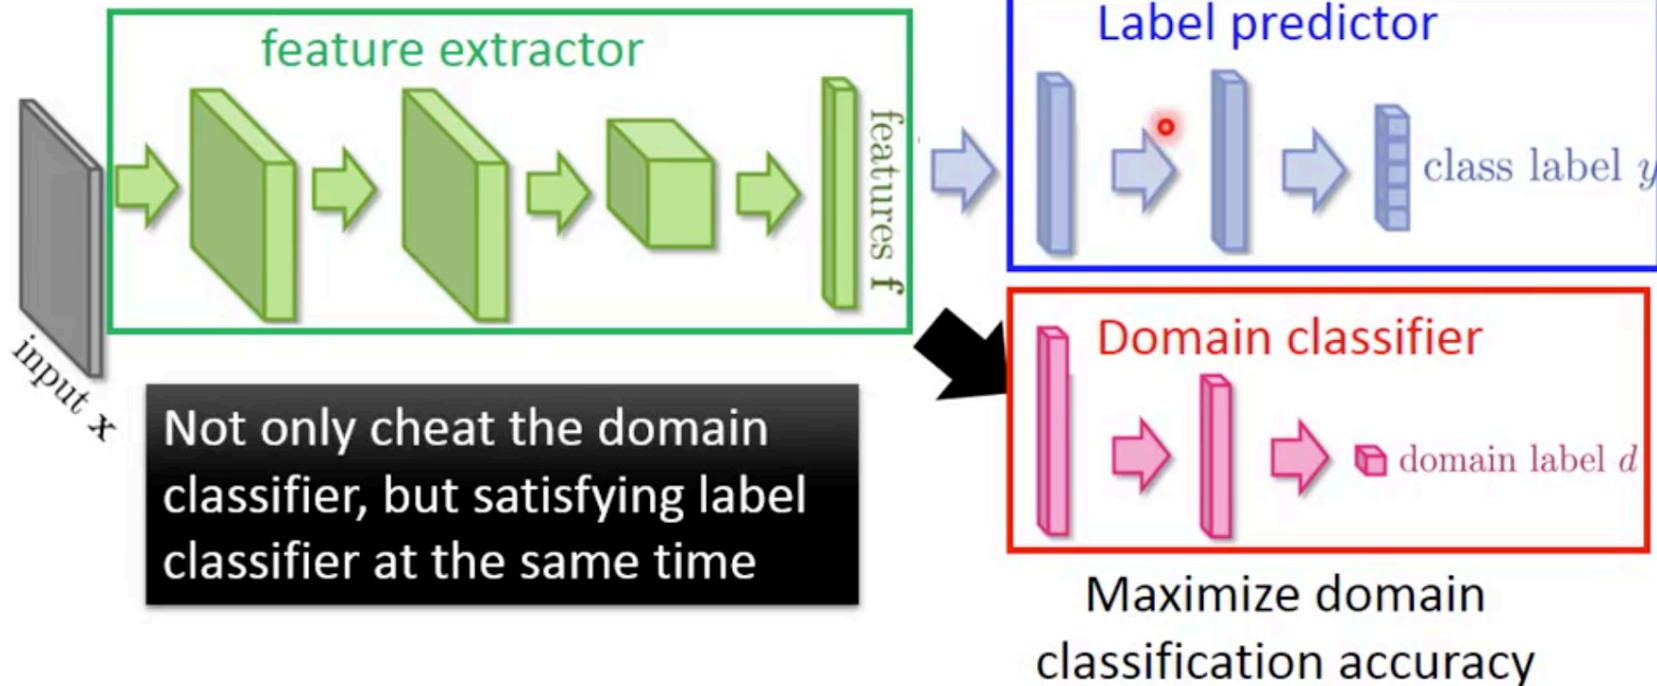 feature extractor
input x
features f
Label predictor
class label y
Domain classifier
domain label d
Not only cheat the domain
classifier, but satisfying label
classifier at the same time
Maximize domain
classification accuracy